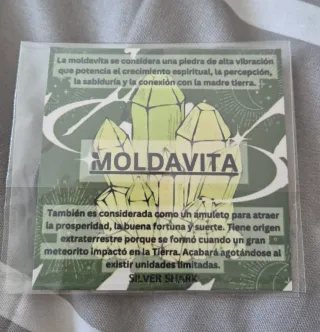 La moldavita se considera una piedra de alta vibración
que potencia el crecimiento espiritual, la percepción,
la sabiduría y la conexión con la madre tierra.
MOLDAVITA
También es considerada como un amuleto para atraer
la prosperidad, la buena fortuna y suerte. Tiene origen
extraterrestre porque se formó cuando un gran
meteorito impactó en la Tierra. Acabará agotándose al
existir unidades limitadas.
SILVER SHARK